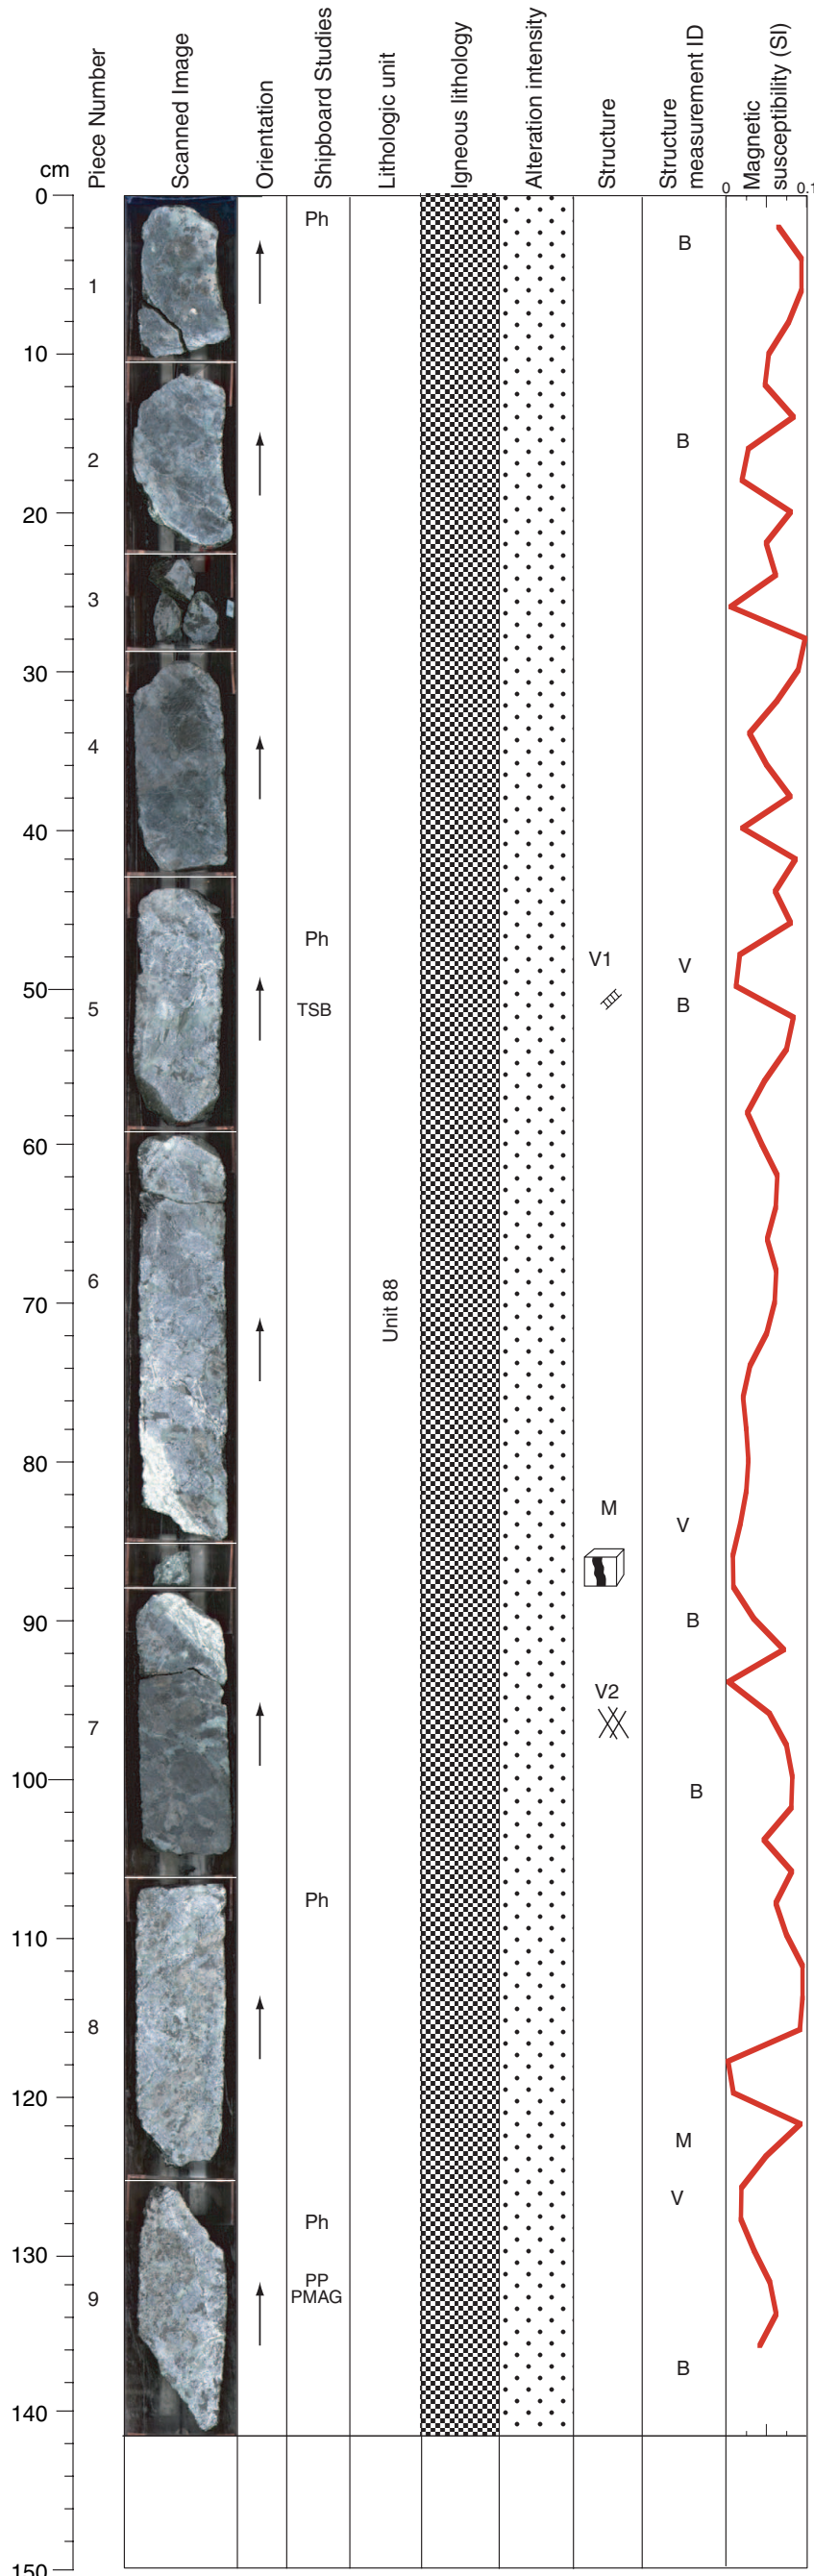 cm
Piece Number
Scanned Image
Orientation
Shipboard Studies
Lithologic unit
Igneous lithology
Alteration intensity
Structure
Structure
measurement ID
Magnetic
susceptibility (SI)
0 0.1
0
Ph
B
1
10
B
2
20
3
30
4
40
Ph
V1
V
50
5
TSB
B
60
6
Unit 88
70
80
M
V
90
B
V2
7
100
B
Ph
110
8
120
M
V
Ph
130
PP
PMAG
9
B
140
150